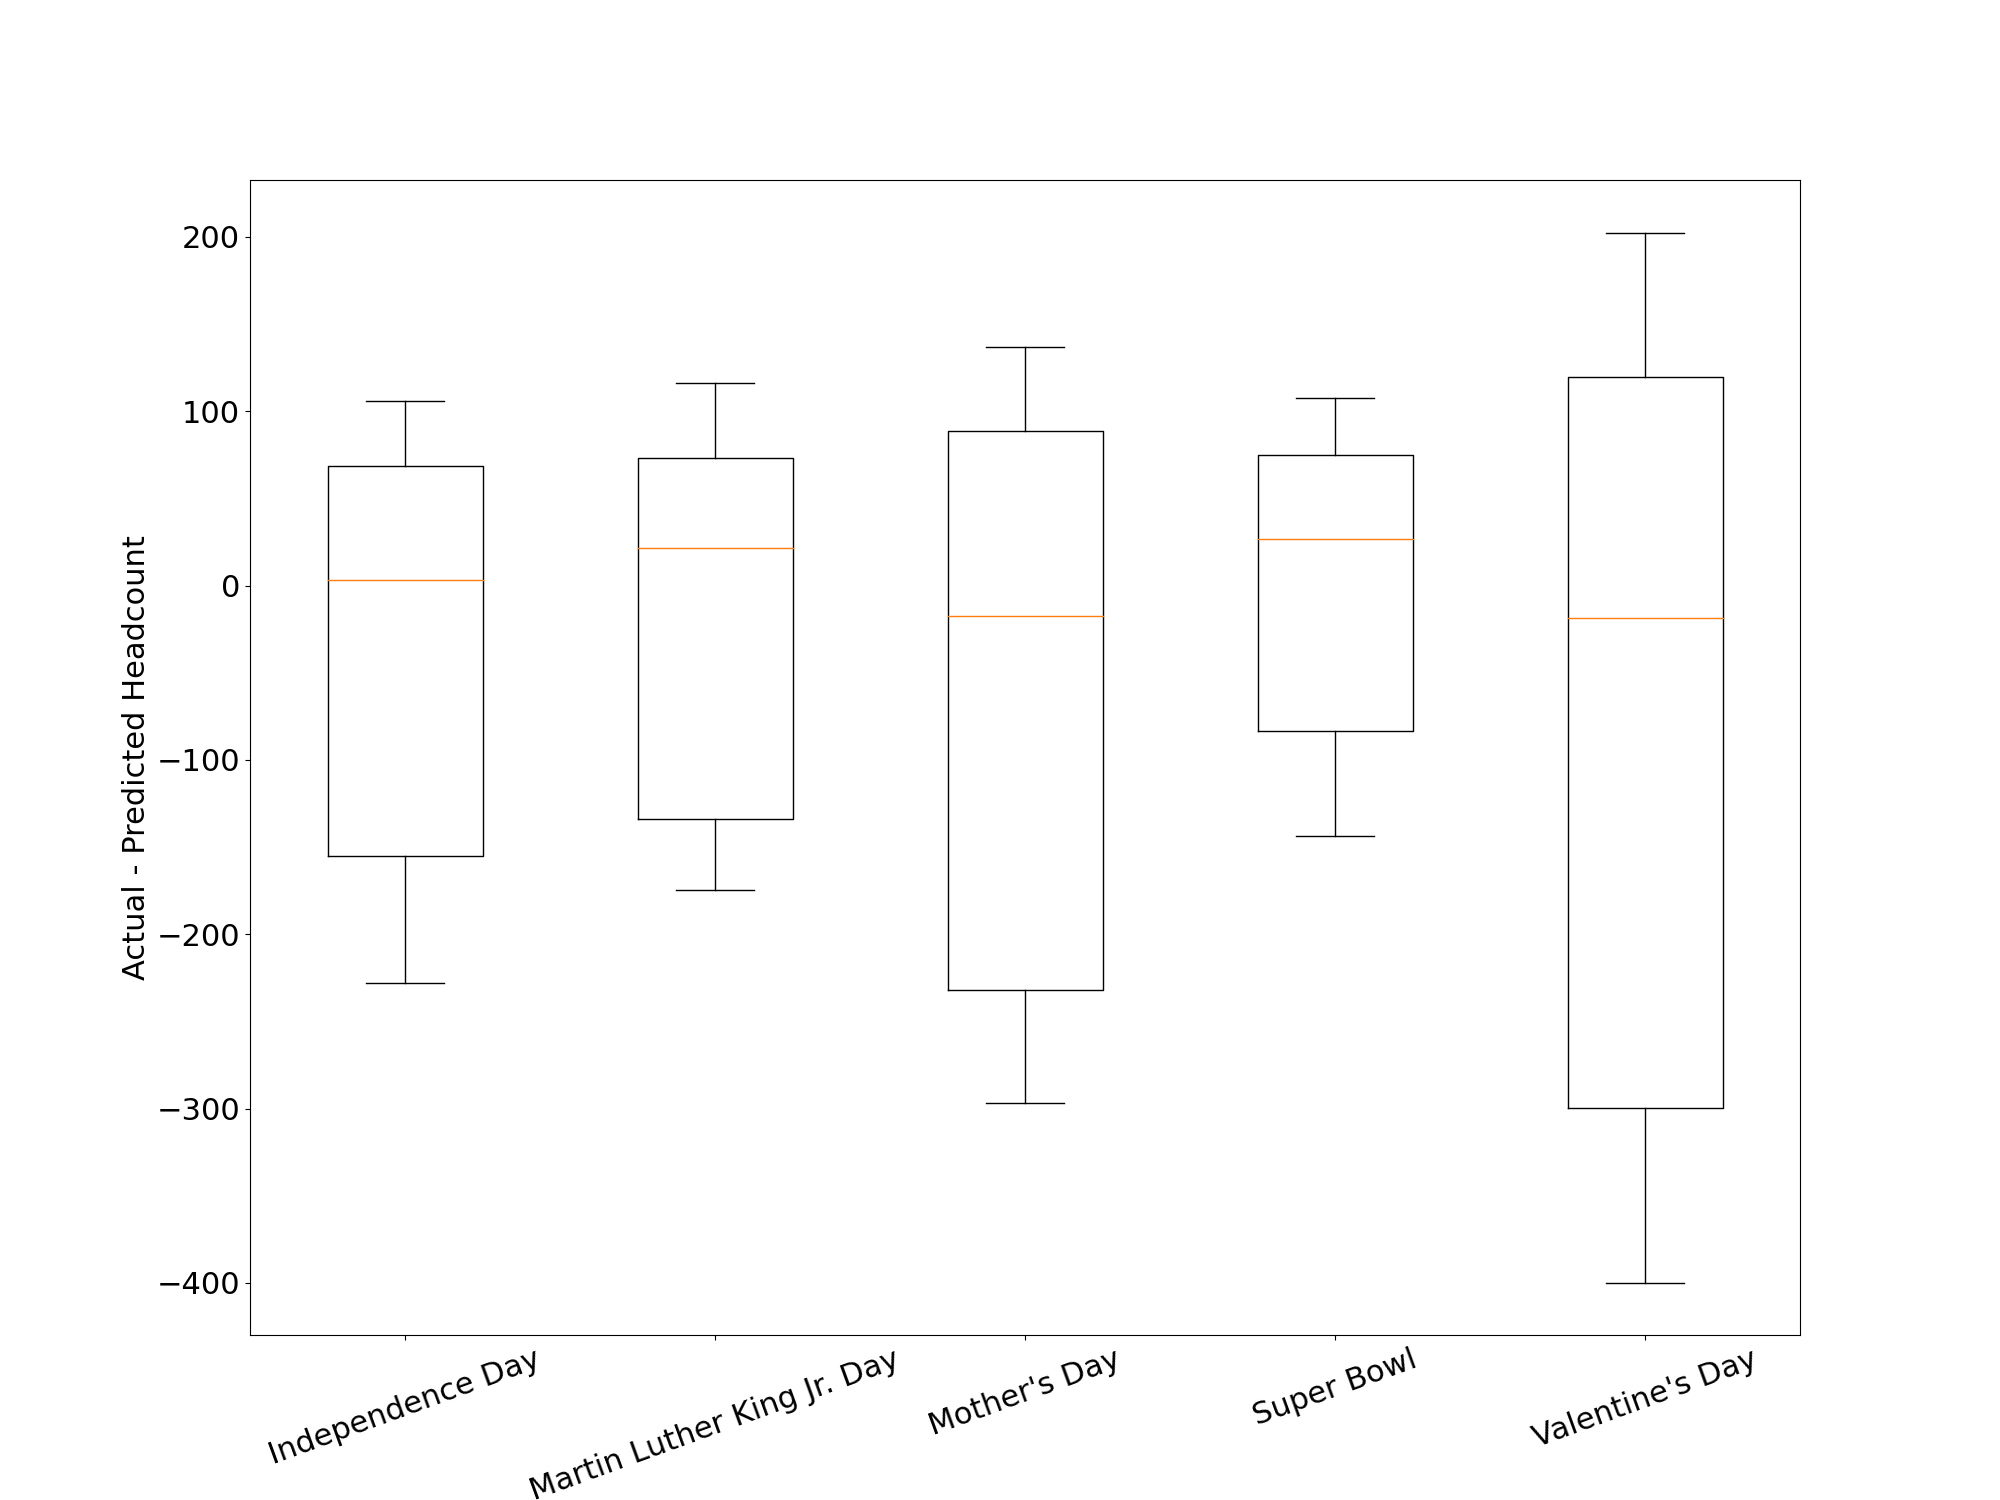 Actual - Predicted Headcount
200
100
0
−100
−200
−300
−400
Independence Day
Martin Luther King Jr. Day
Mother's Day
Super Bowl
Valentine's Day